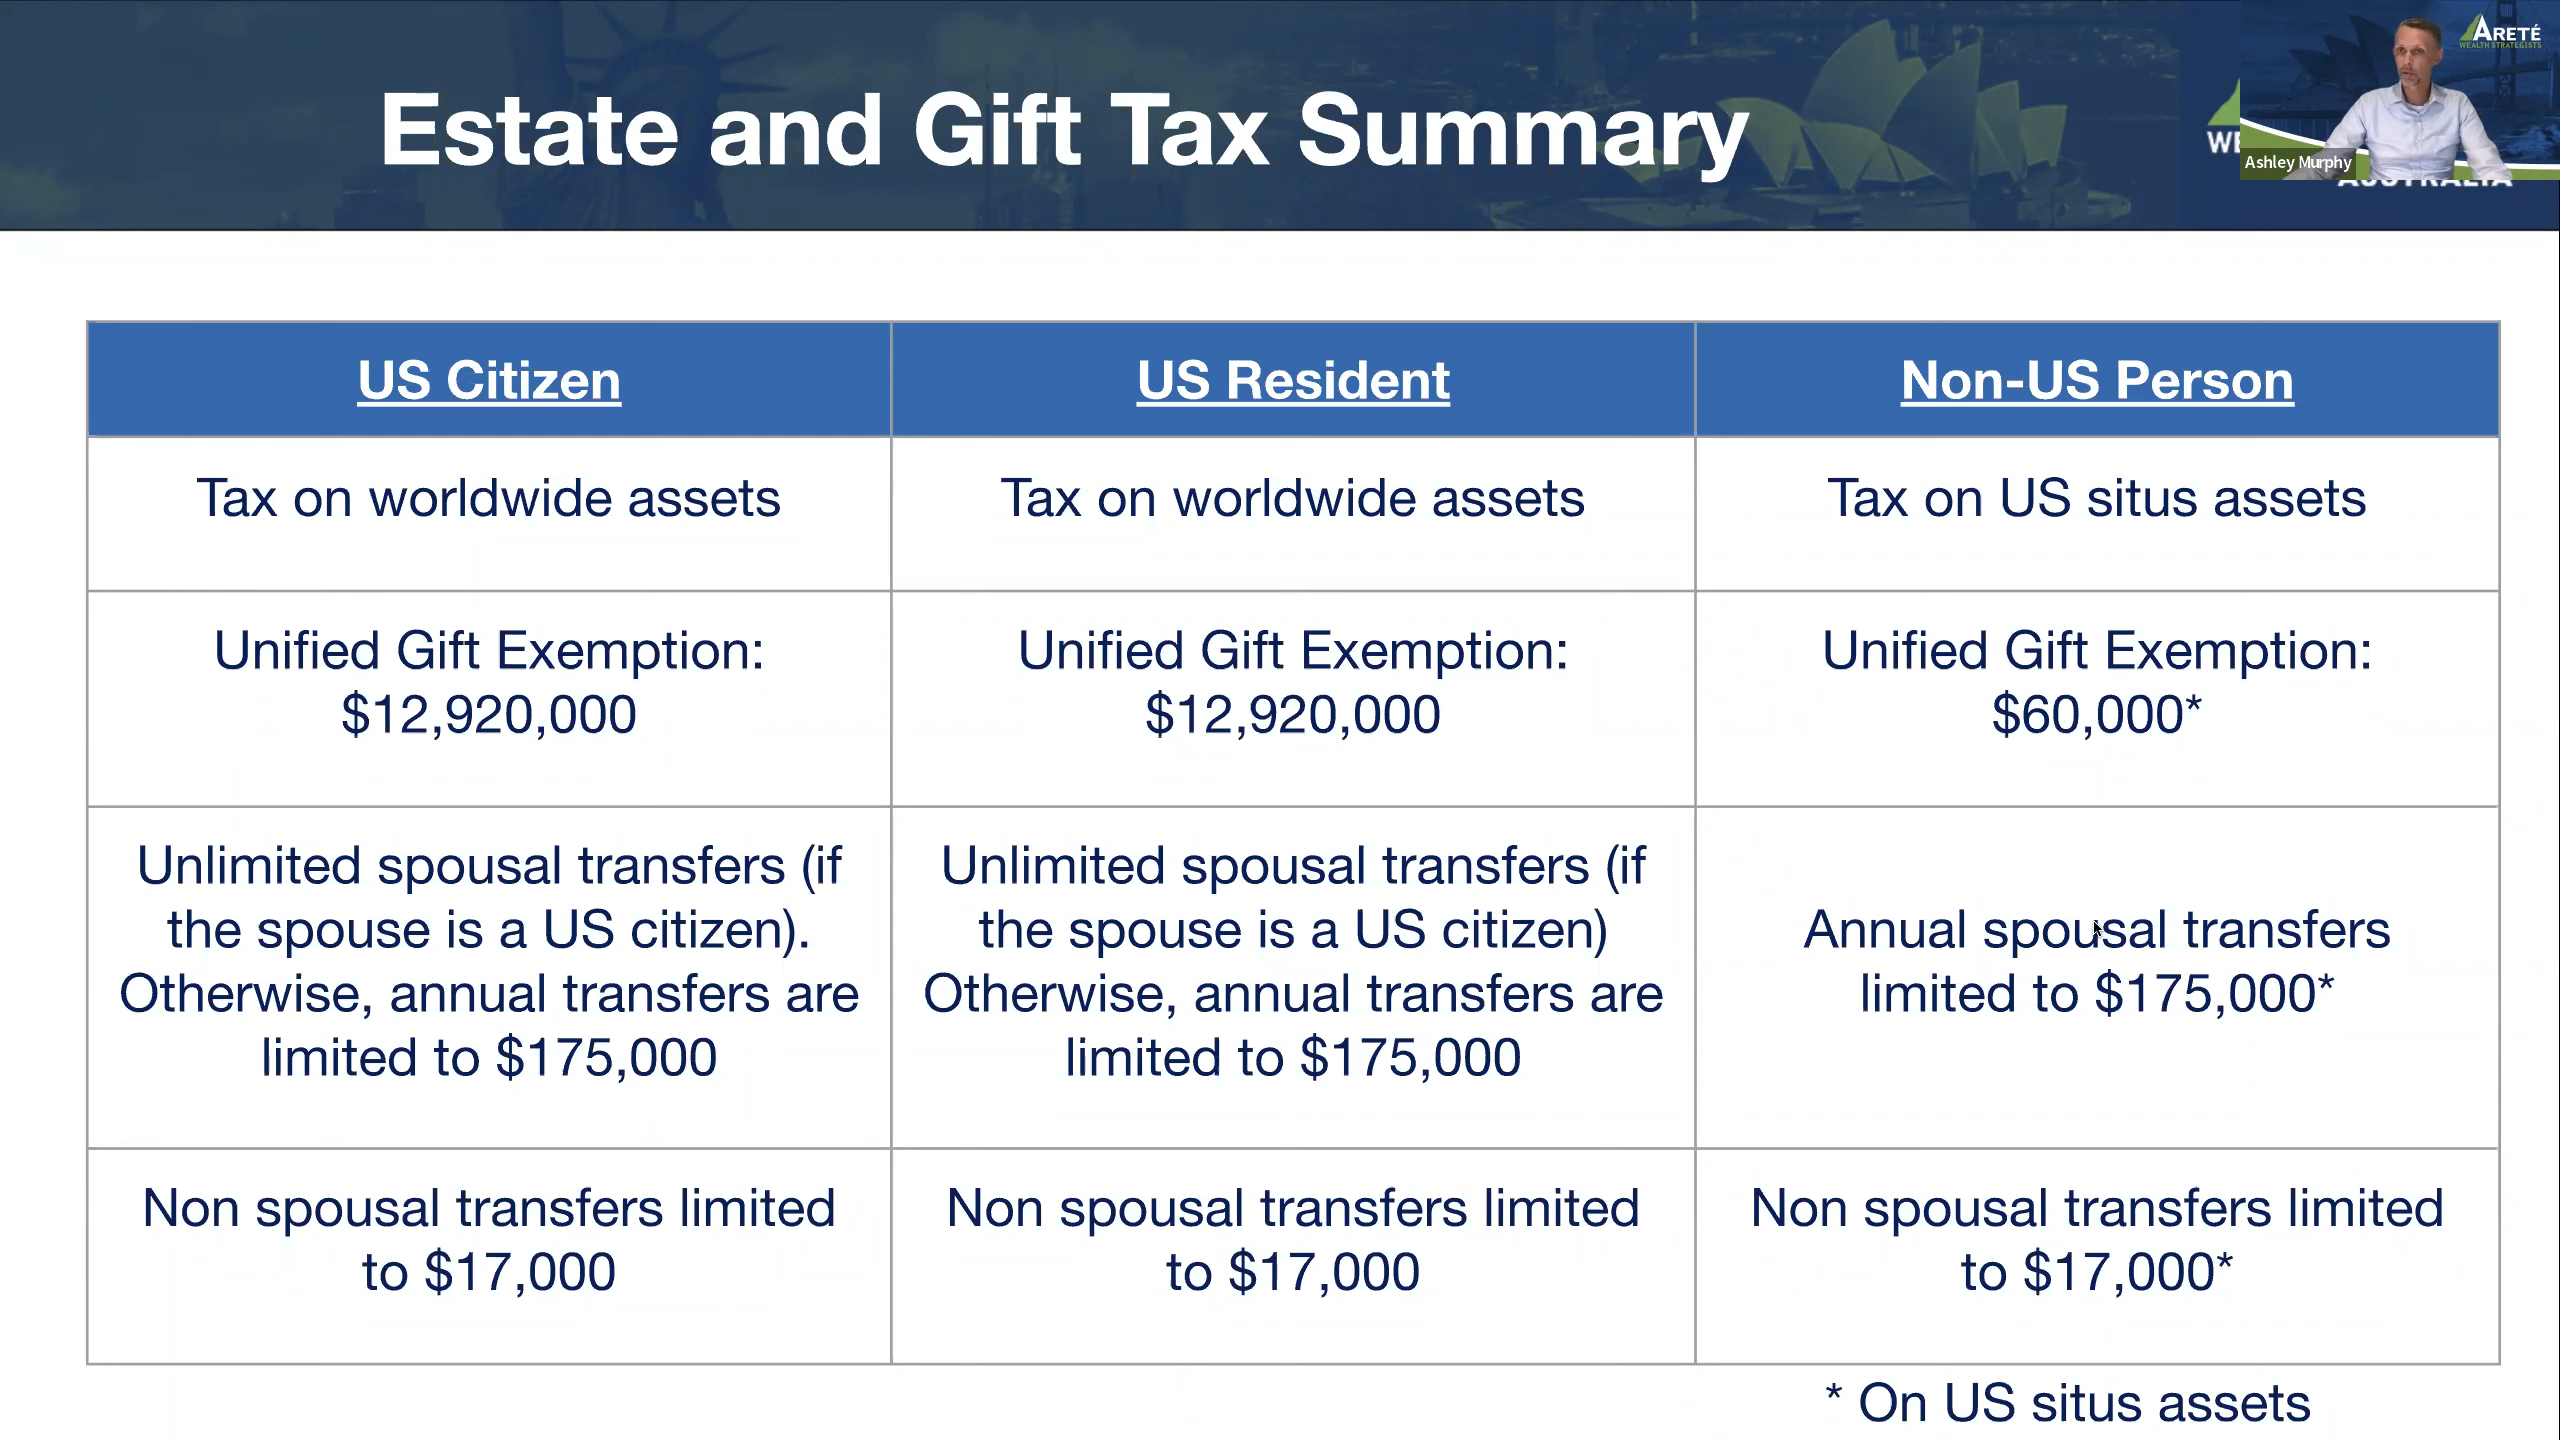 Estate and Gift Tax Summary
ARETÉ
WEALTH STRATEGISTS
WE
Ashley Murphy
AUSTRALIA
US Citizen
US Resident
Non-US Person
Tax on worldwide assets
Tax on worldwide assets
Tax on US situs assets
Unified Gift Exemption:
$12,920,000
Unified Gift Exemption:
$12,920,000
Unified Gift Exemption:
$60,000*
Unlimited spousal transfers (if
the spouse is a US citizen).
Otherwise, annual transfers are
limited to $175,000
Unlimited spousal transfers (if
the spouse is a US citizen)
Otherwise, annual transfers are
limited to $175,000
Annual spousal transfers
limited to $175,000*
Non spousal transfers limited
to $17,000
Non spousal transfers limited
to $17,000
Non spousal transfers limited
to $17,000*
* On US situs assets